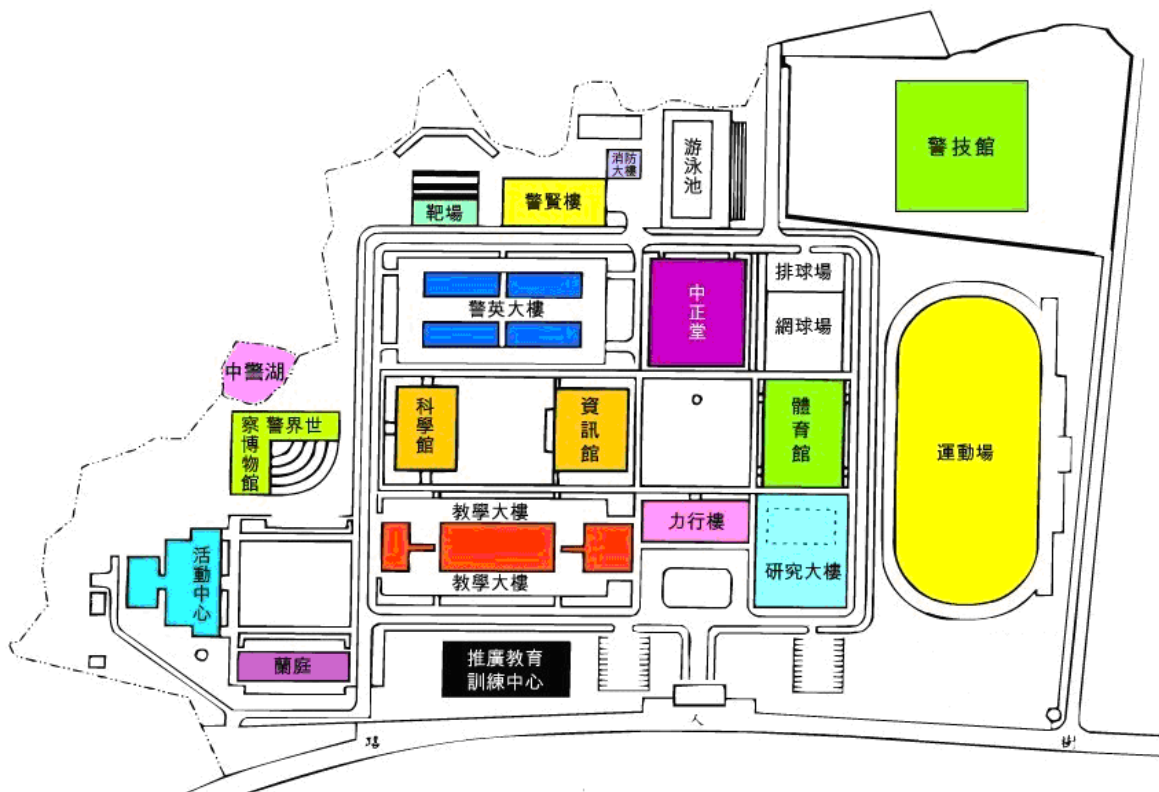 警技館
游泳池
消防
大樓
警賢樓
靶場
排球場
中正堂
警英大樓
網球場
中警湖
科學館
資訊館
體育館
世界警
察博物館
運動場
教學大樓
力行樓
活動中心
研究大樓
教學大樓
蘭庭
推廣教育
訓練中心
路
人
樹